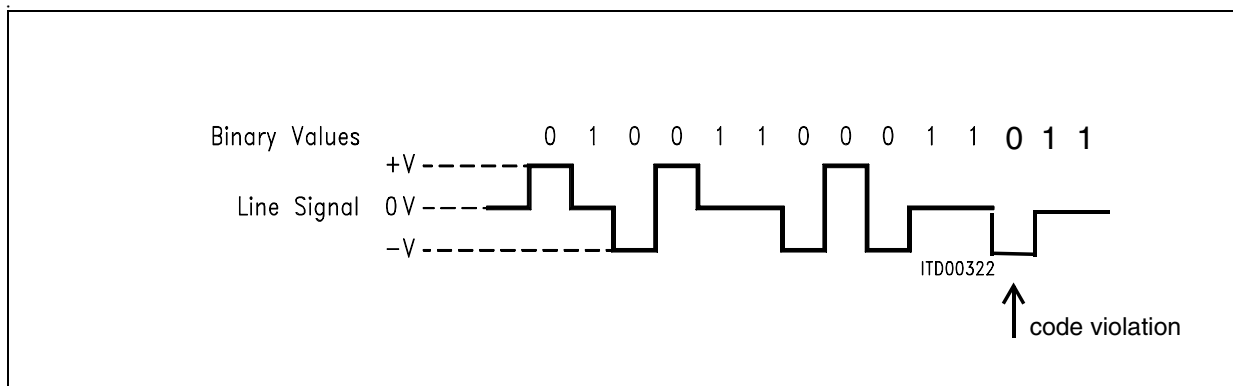 Binary Values 0 1 0 0 1 1 0 0 0 1 1 0 1 1
+V
Line Signal 0V
-V
ITD00322
code violation